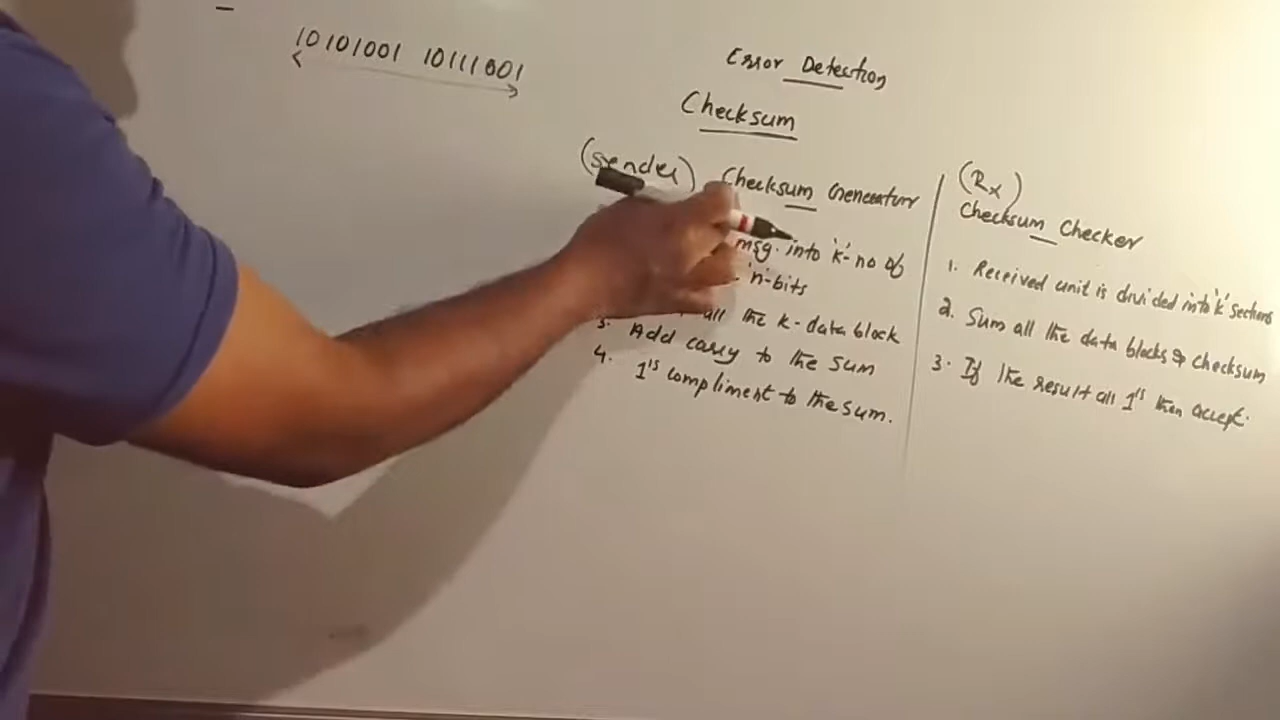 10101001 10111001
Error Detection
Checksum
(Sender) Checksum Generator
msg. into 'k'-no of
'n'-bits
all the k-data block
3. Add carry to the sum
4. 1's compliment to the sum.
(Rx)
Checksum Checker
1. Received unit is divided into 'k' sections
2. Sum all the data blocks & checksum
3. If the result all 1's then accept.